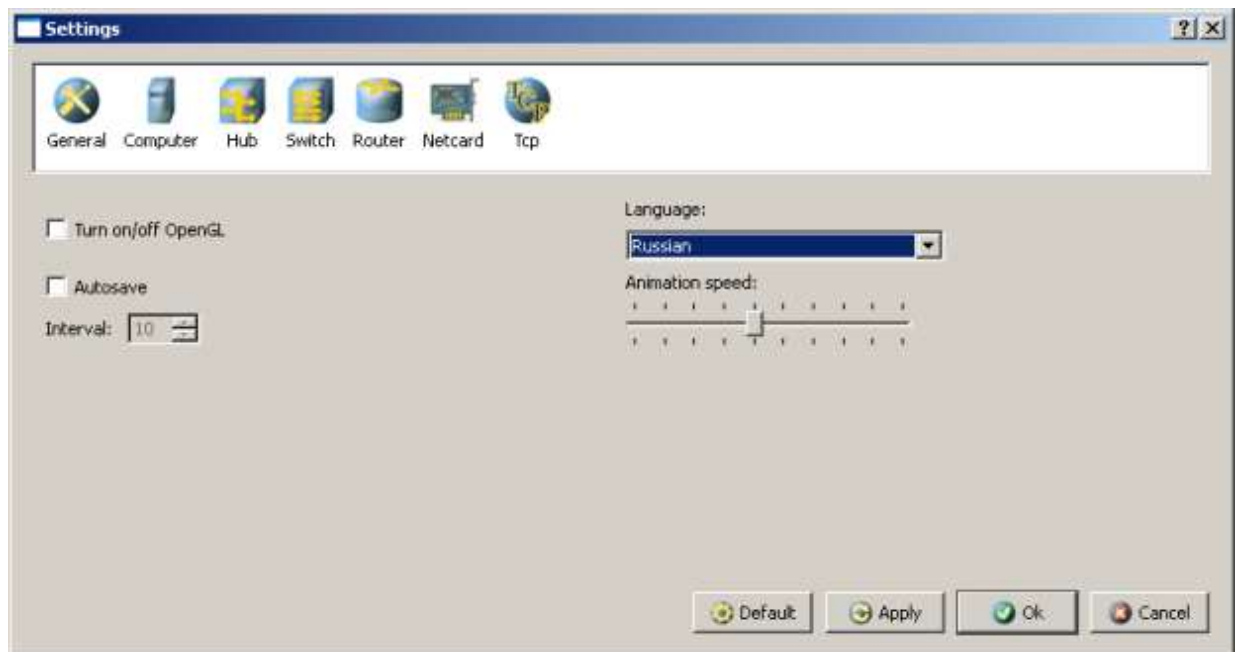 Settings
General Computer Hub Switch Router Netcard Tcp
Turn on/off OpenGL
Autosave
Interval: 10
Language:
Russian
Animation speed:
Default Apply Ok Cancel